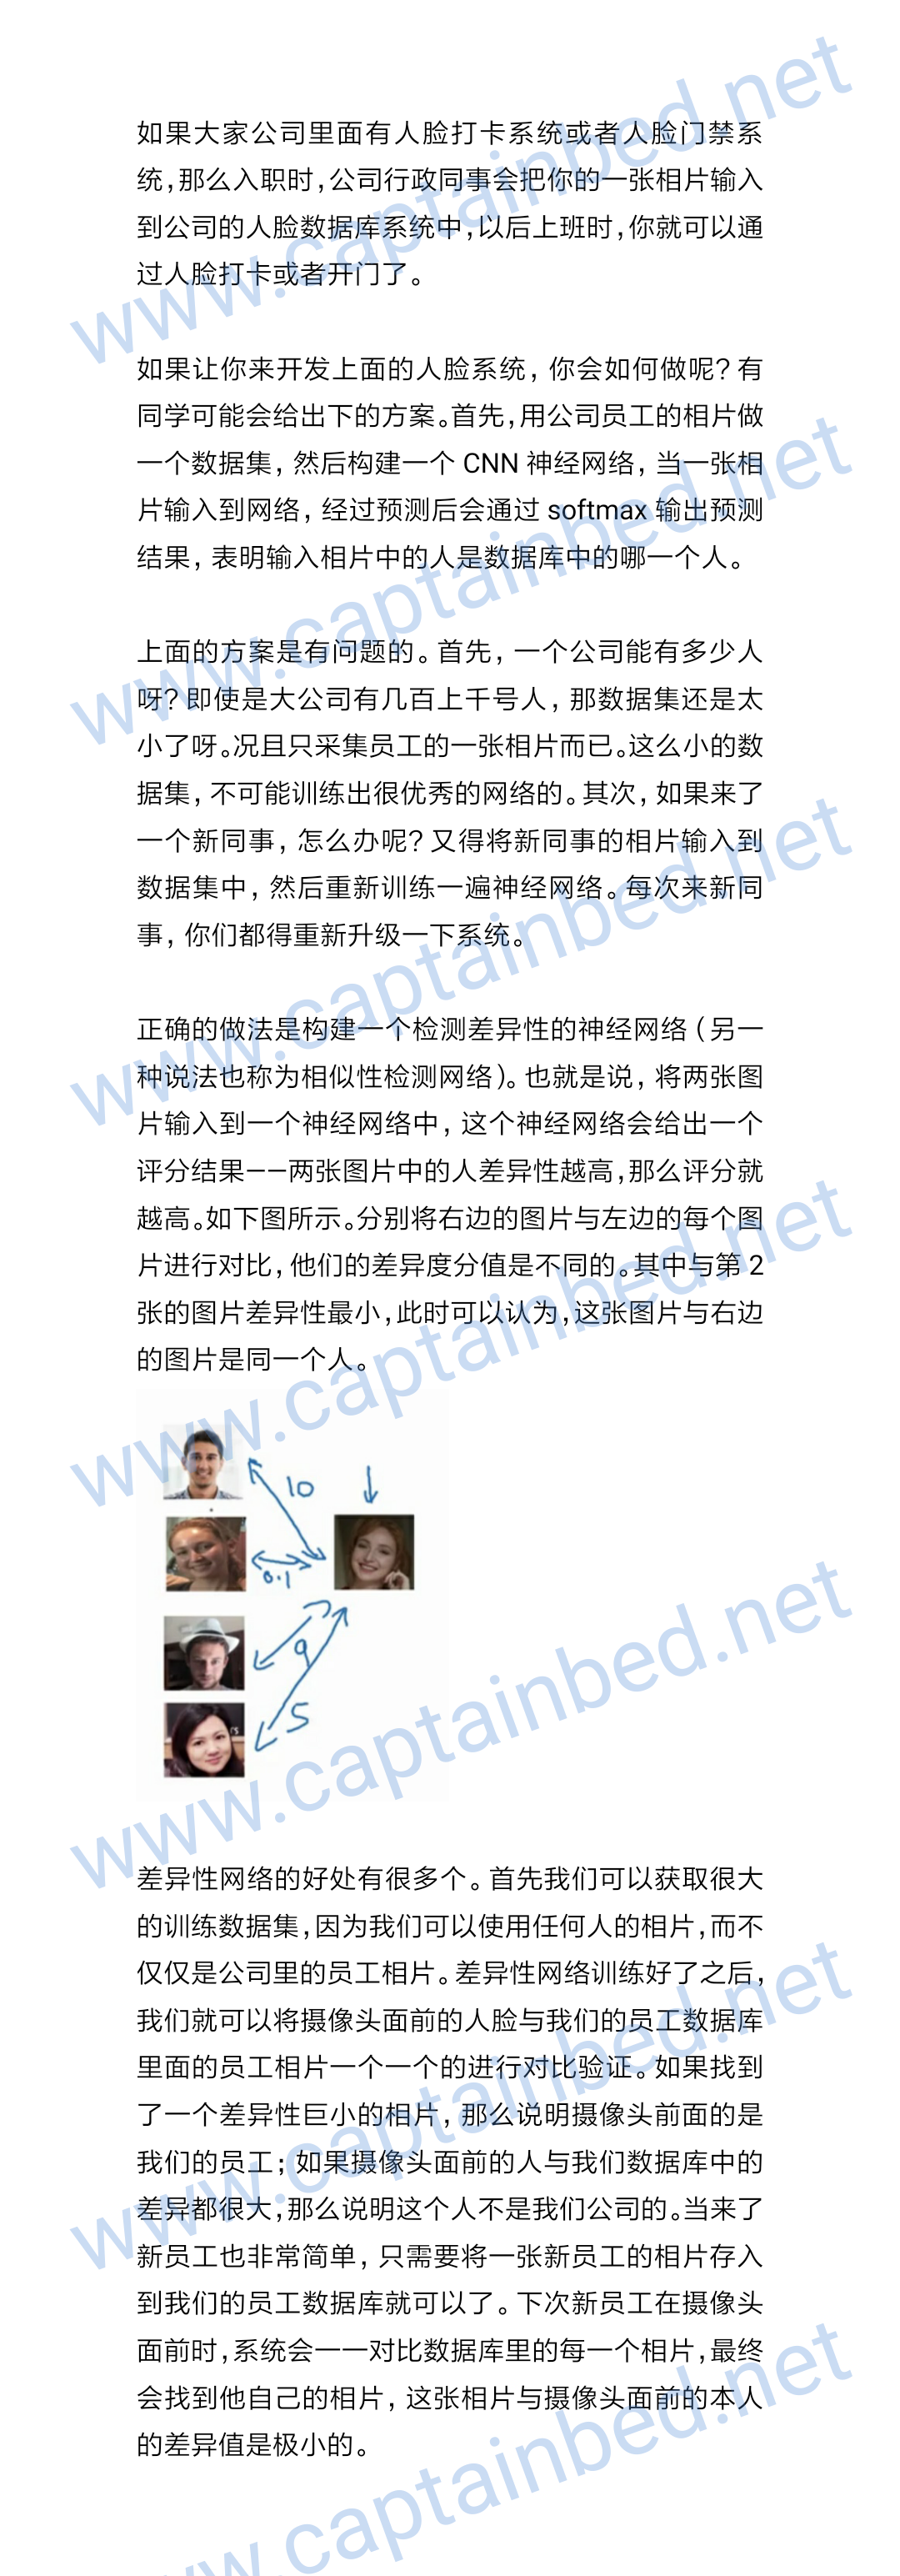 如果大家公司里面有人脸打卡系统或者人脸门禁系
统,那么入职时,公司行政同事会把你的一张相片输入
到公司的人脸数据库系统中,以后上班时,你就可以通
过人脸打卡或者开门了。
如果让你来开发上面的人脸系统, 你会如何做呢? 有
同学可能会给出下的方案。首先,用公司员工的相片做
一个数据集, 然后构建一个 CNN 神经网络, 当一张相
片输入到网络, 经过预测后会通过 softmax 输出预测
结果, 表明输入相片中的人是数据库中的哪一个人。
上面的方案是有问题的。首先, 一个公司能有多少人
呀? 即使是大公司有几百上千号人, 那数据集还是太
小了呀。况且只采集员工的一张相片而已。这么小的数
据集, 不可能训练出很优秀的网络的。其次, 如果来了
一个新同事, 怎么办呢? 又得将新同事的相片输入到
数据集中, 然后重新训练一遍神经网络。每次来新同
事, 你们都得重新升级一下系统。
正确的做法是构建一个检测差异性的神经网络(另一
种说法也称为相似性检测网络)。也就是说, 将两张图
片输入到一个神经网络中, 这个神经网络会给出一个
评分结果——两张图片中的人差异性越高,那么评分就
越高。如下图所示。分别将右边的图片与左边的每个图
片进行对比,他们的差异度分值是不同的。其中与第 2
张的图片差异性最小,此时可以认为,这张图片与右边
的图片是同一个人。
10
0.1
9
5
差异性网络的好处有很多个。首先我们可以获取很大
的训练数据集,因为我们可以使用任何人的相片,而不
仅仅是公司里的员工相片。差异性网络训练好了之后,
我们就可以将摄像头面前的人脸与我们的员工数据库
里面的员工相片一个一个的进行对比验证。如果找到
了一个差异性巨小的相片, 那么说明摄像头前面的是
我们的员工; 如果摄像头面前的人与我们数据库中的
差异都很大,那么说明这个人不是我们公司的。当来了
新员工也非常简单, 只需要将一张新员工的相片存入
到我们的员工数据库就可以了。下次新员工在摄像头
面前时,系统会一一对比数据库里的每一个相片,最终
会找到他自己的相片, 这张相片与摄像头面前的本人
的差异值是极小的。
www.captainbed.net
www.captainbed.net
www.captainbed.net
www.captainbed.net
www.captainbed.net
www.captainbed.net
www.captainbed.net